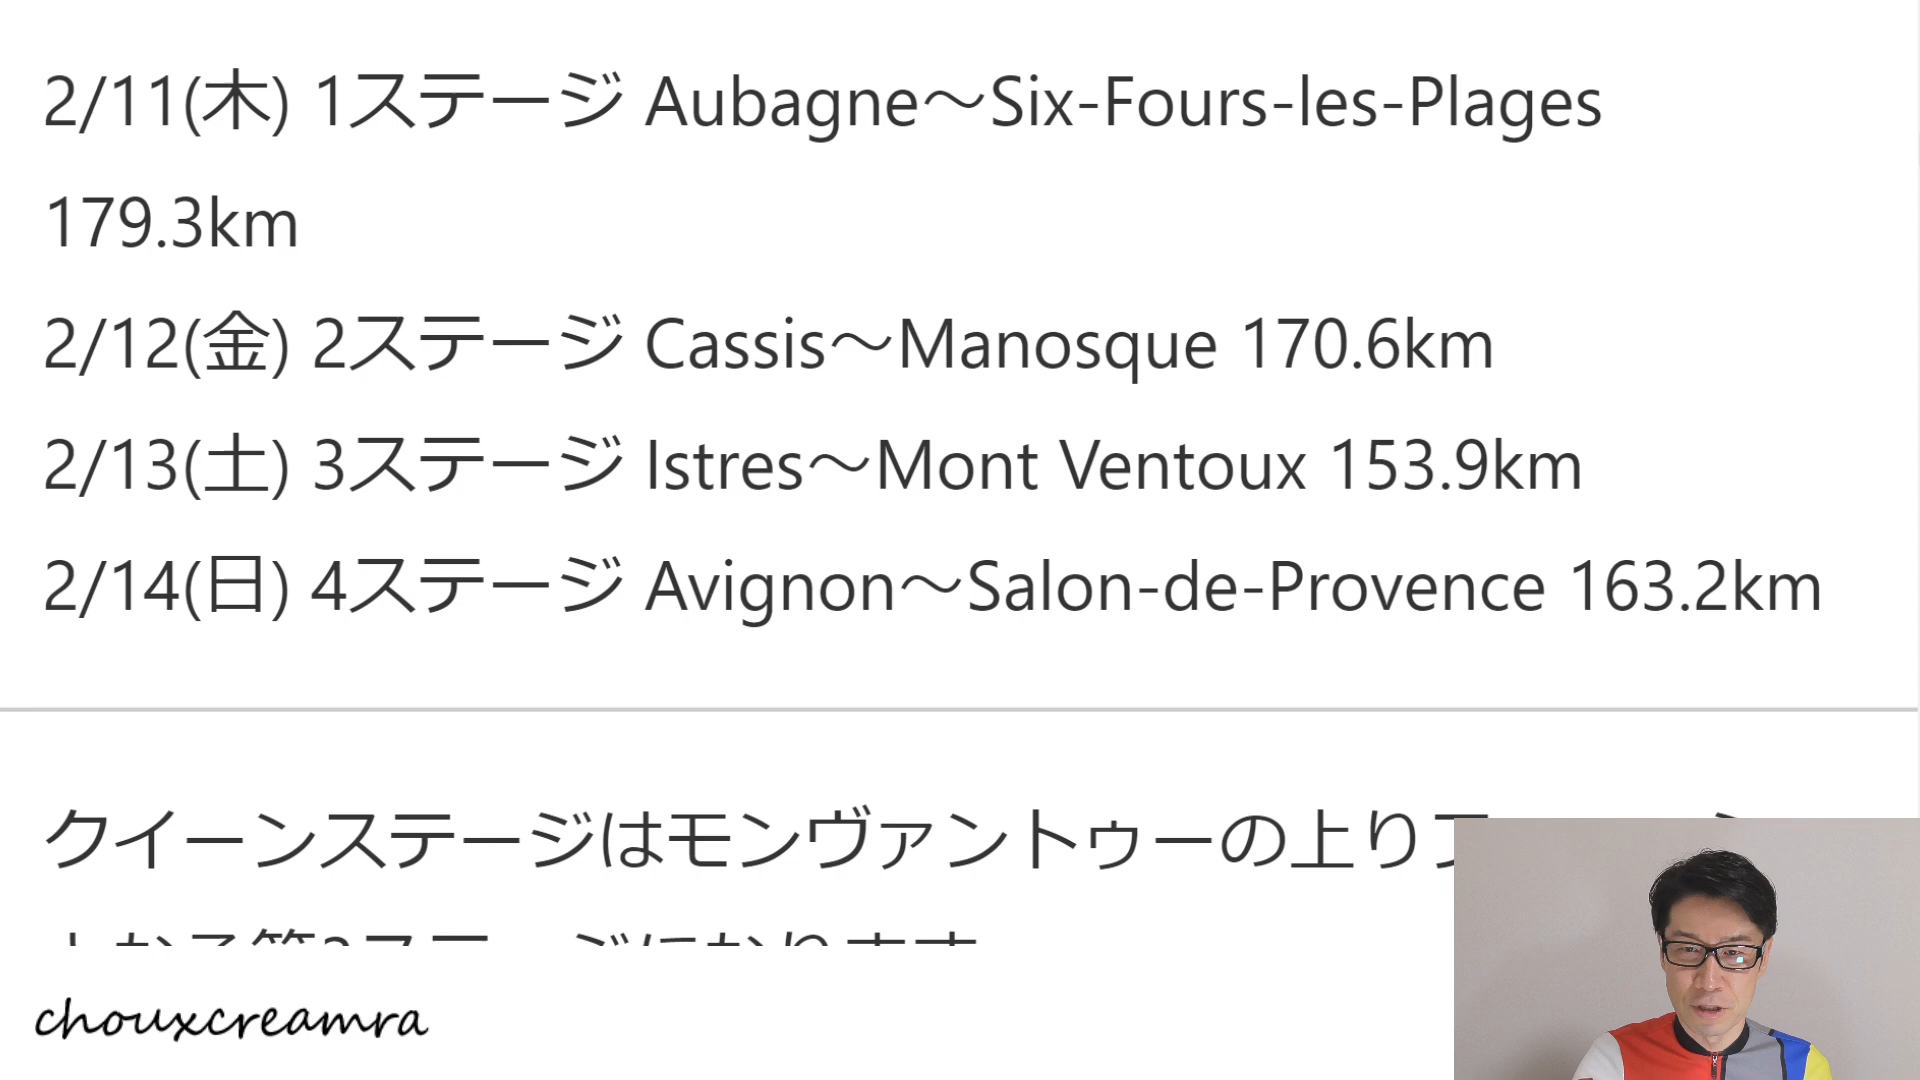 2/11(木) 1ステージ Aubagne～Six-Fours-les-Plages
179.3km
2/12(金) 2ステージ Cassis～Manosque 170.6km
2/13(土) 3ステージ Istres～Mont Ventoux 153.9km
2/14(日) 4ステージ Avignon～Salon-de-Provence 163.2km
クイーンステージはモンヴァントゥーの上り
chouxcreamra